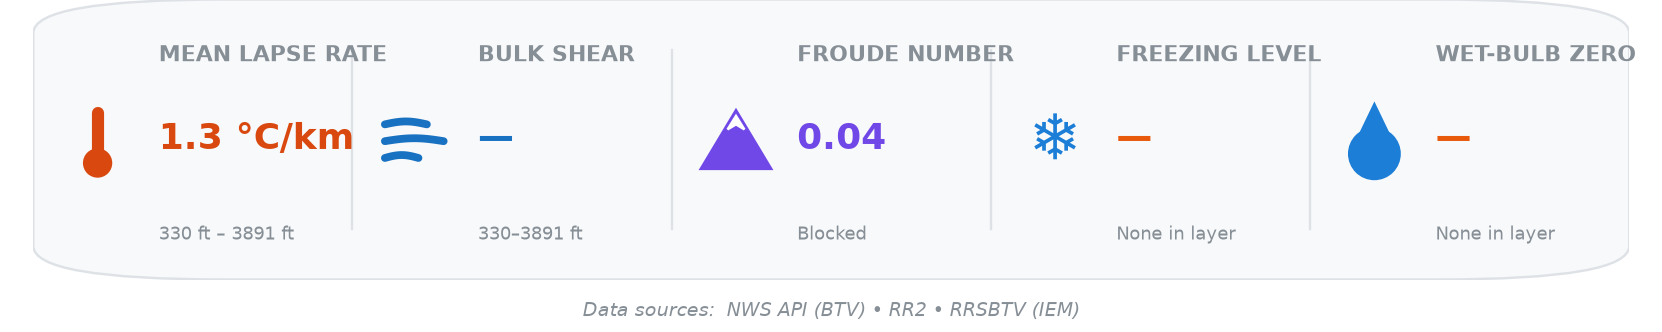 MEAN LAPSE RATE
1.3 °C/km
330 ft – 3891 ft
BULK SHEAR
—
330–3891 ft
FROUDE NUMBER
0.04
Blocked
FREEZING LEVEL
—
None in layer
WET-BULB ZERO
—
None in layer
Data sources:  NWS API (BTV) • RR2 • RRSBTV (IEM)